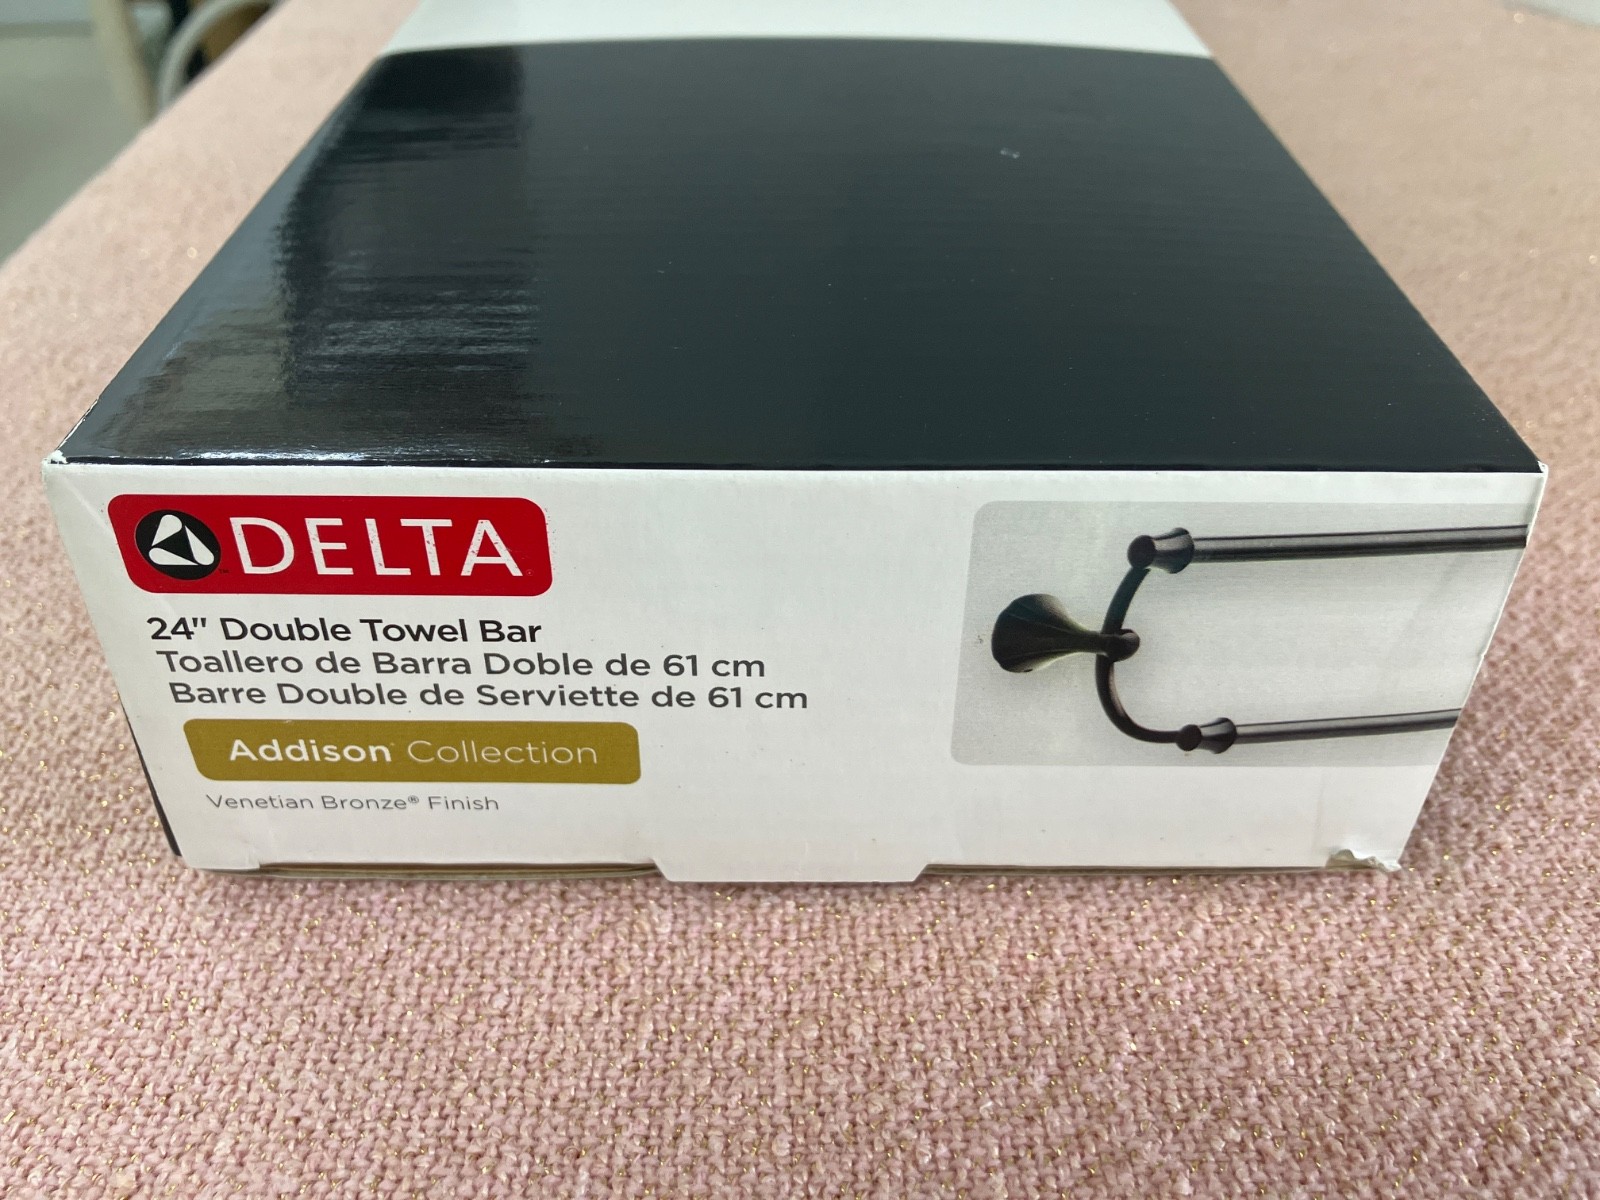 DELTA
24" Double Towel Bar
Toallero de Barra Doble de 61 cm
Barre Double de Serviette de 61 cm
Addison Collection
Venetian Bronze® Finish